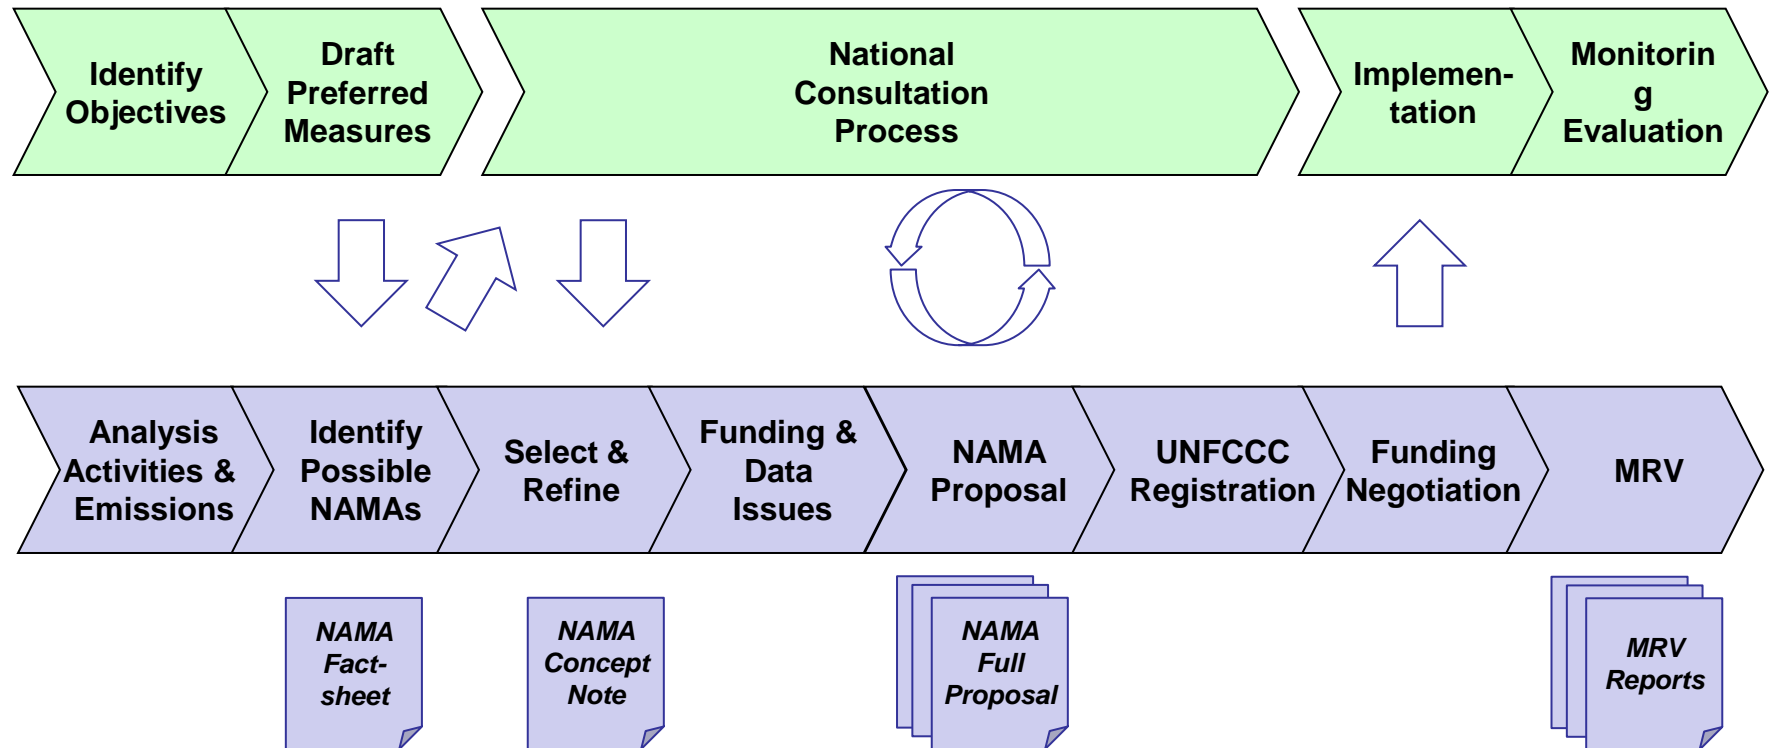 Identify
Objectives
Draft
Preferred
Measures
National
Consultation
Process
Implemen-
tation
Monitorin
g
Evaluation
Analysis
Activities &
Emissions
Identify
Possible
NAMAs
Select &
Refine
Funding &
Data
Issues
NAMA
Proposal
UNFCCC
Registration
Funding
Negotiation
MRV
NAMA
Fact-
sheet
NAMA
Concept
Note
NAMA
Full
Proposal
MRV
Reports